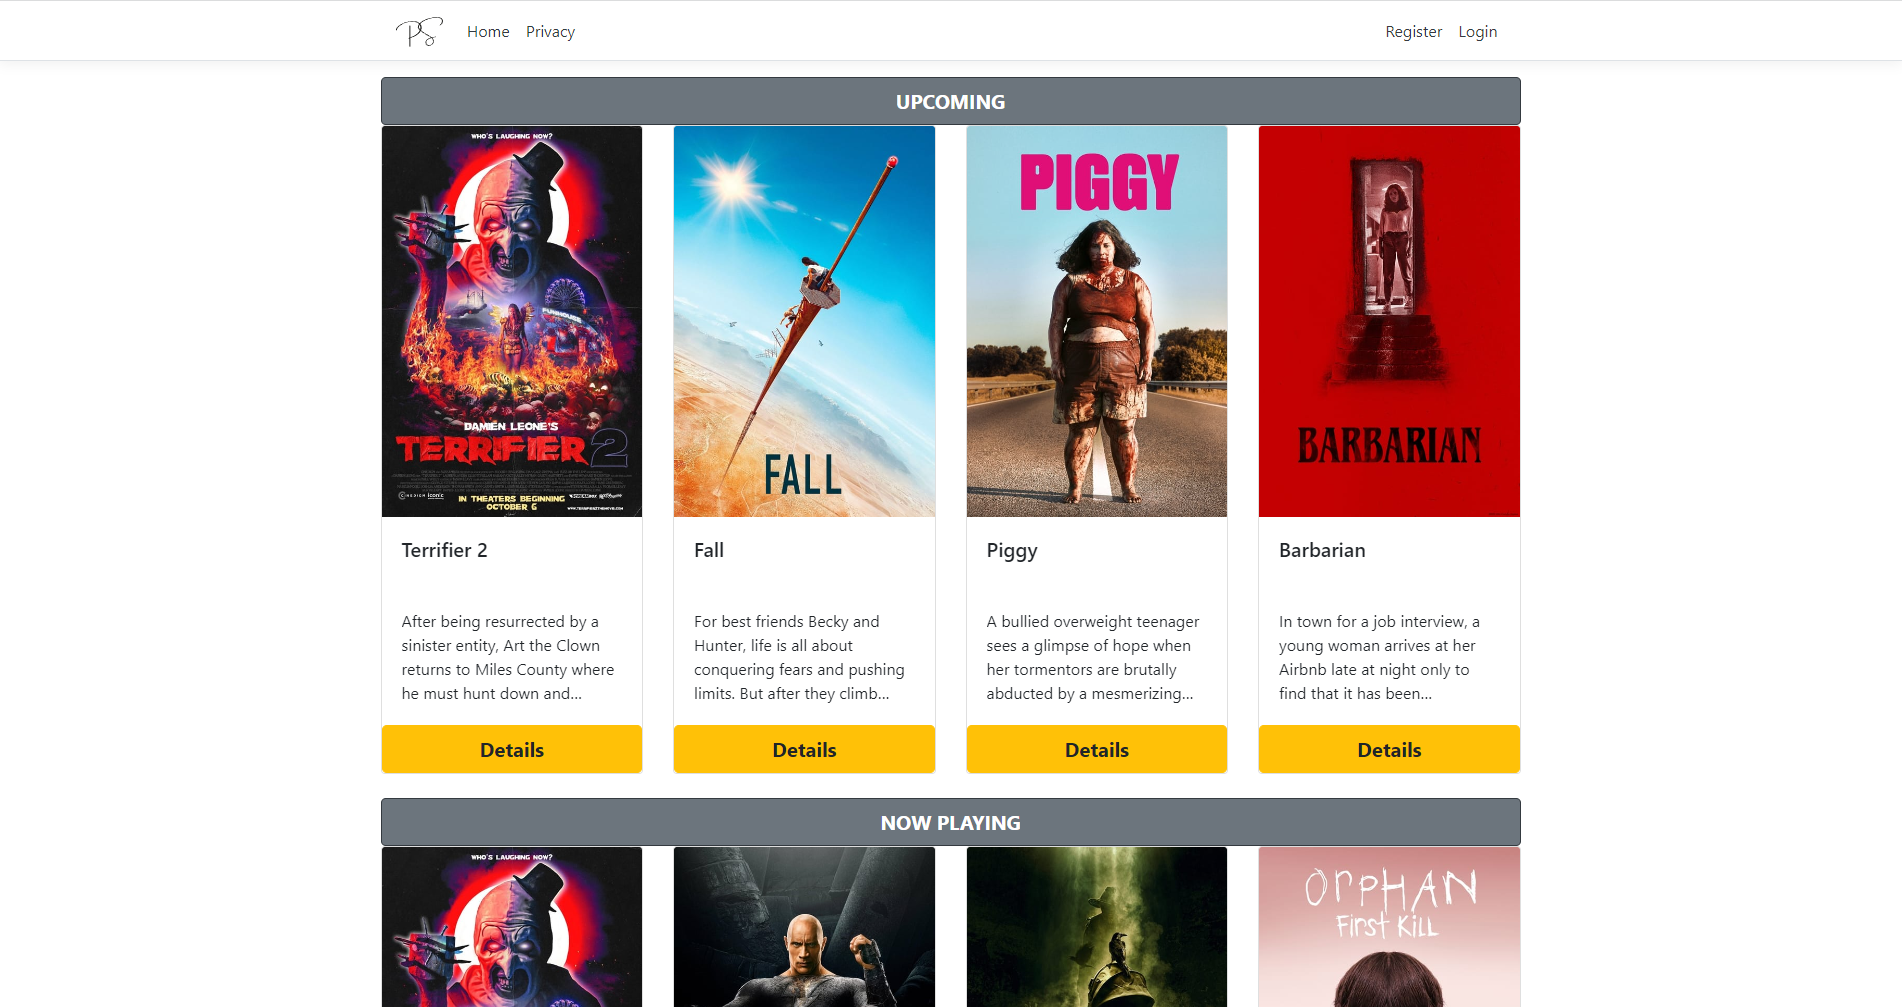 PS Home Privacy Register Login
UPCOMING
WHO'S LAUGHING NOW?
FUNHOUSE
DAMIEN LEONE'S
TERRIFIER 2
iconic
IN THEATERS BEGINNING
OCTOBER 6
FALL
PIGGY
BARBARIAN
Terrifier 2
After being resurrected by a
sinister entity, Art the Clown
returns to Miles County where
he must hunt down and...
Details
Fall
For best friends Becky and
Hunter, life is all about
conquering fears and pushing
limits. But after they climb...
Details
Piggy
A bullied overweight teenager
sees a glimpse of hope when
her tormentors are brutally
abducted by a mesmerizing...
Details
Barbarian
In town for a job interview, a
young woman arrives at her
Airbnb late at night only to
find that it has been...
Details
NOW PLAYING
WHO'S LAUGHING NOW?
ORPHAN
FIRST KILL